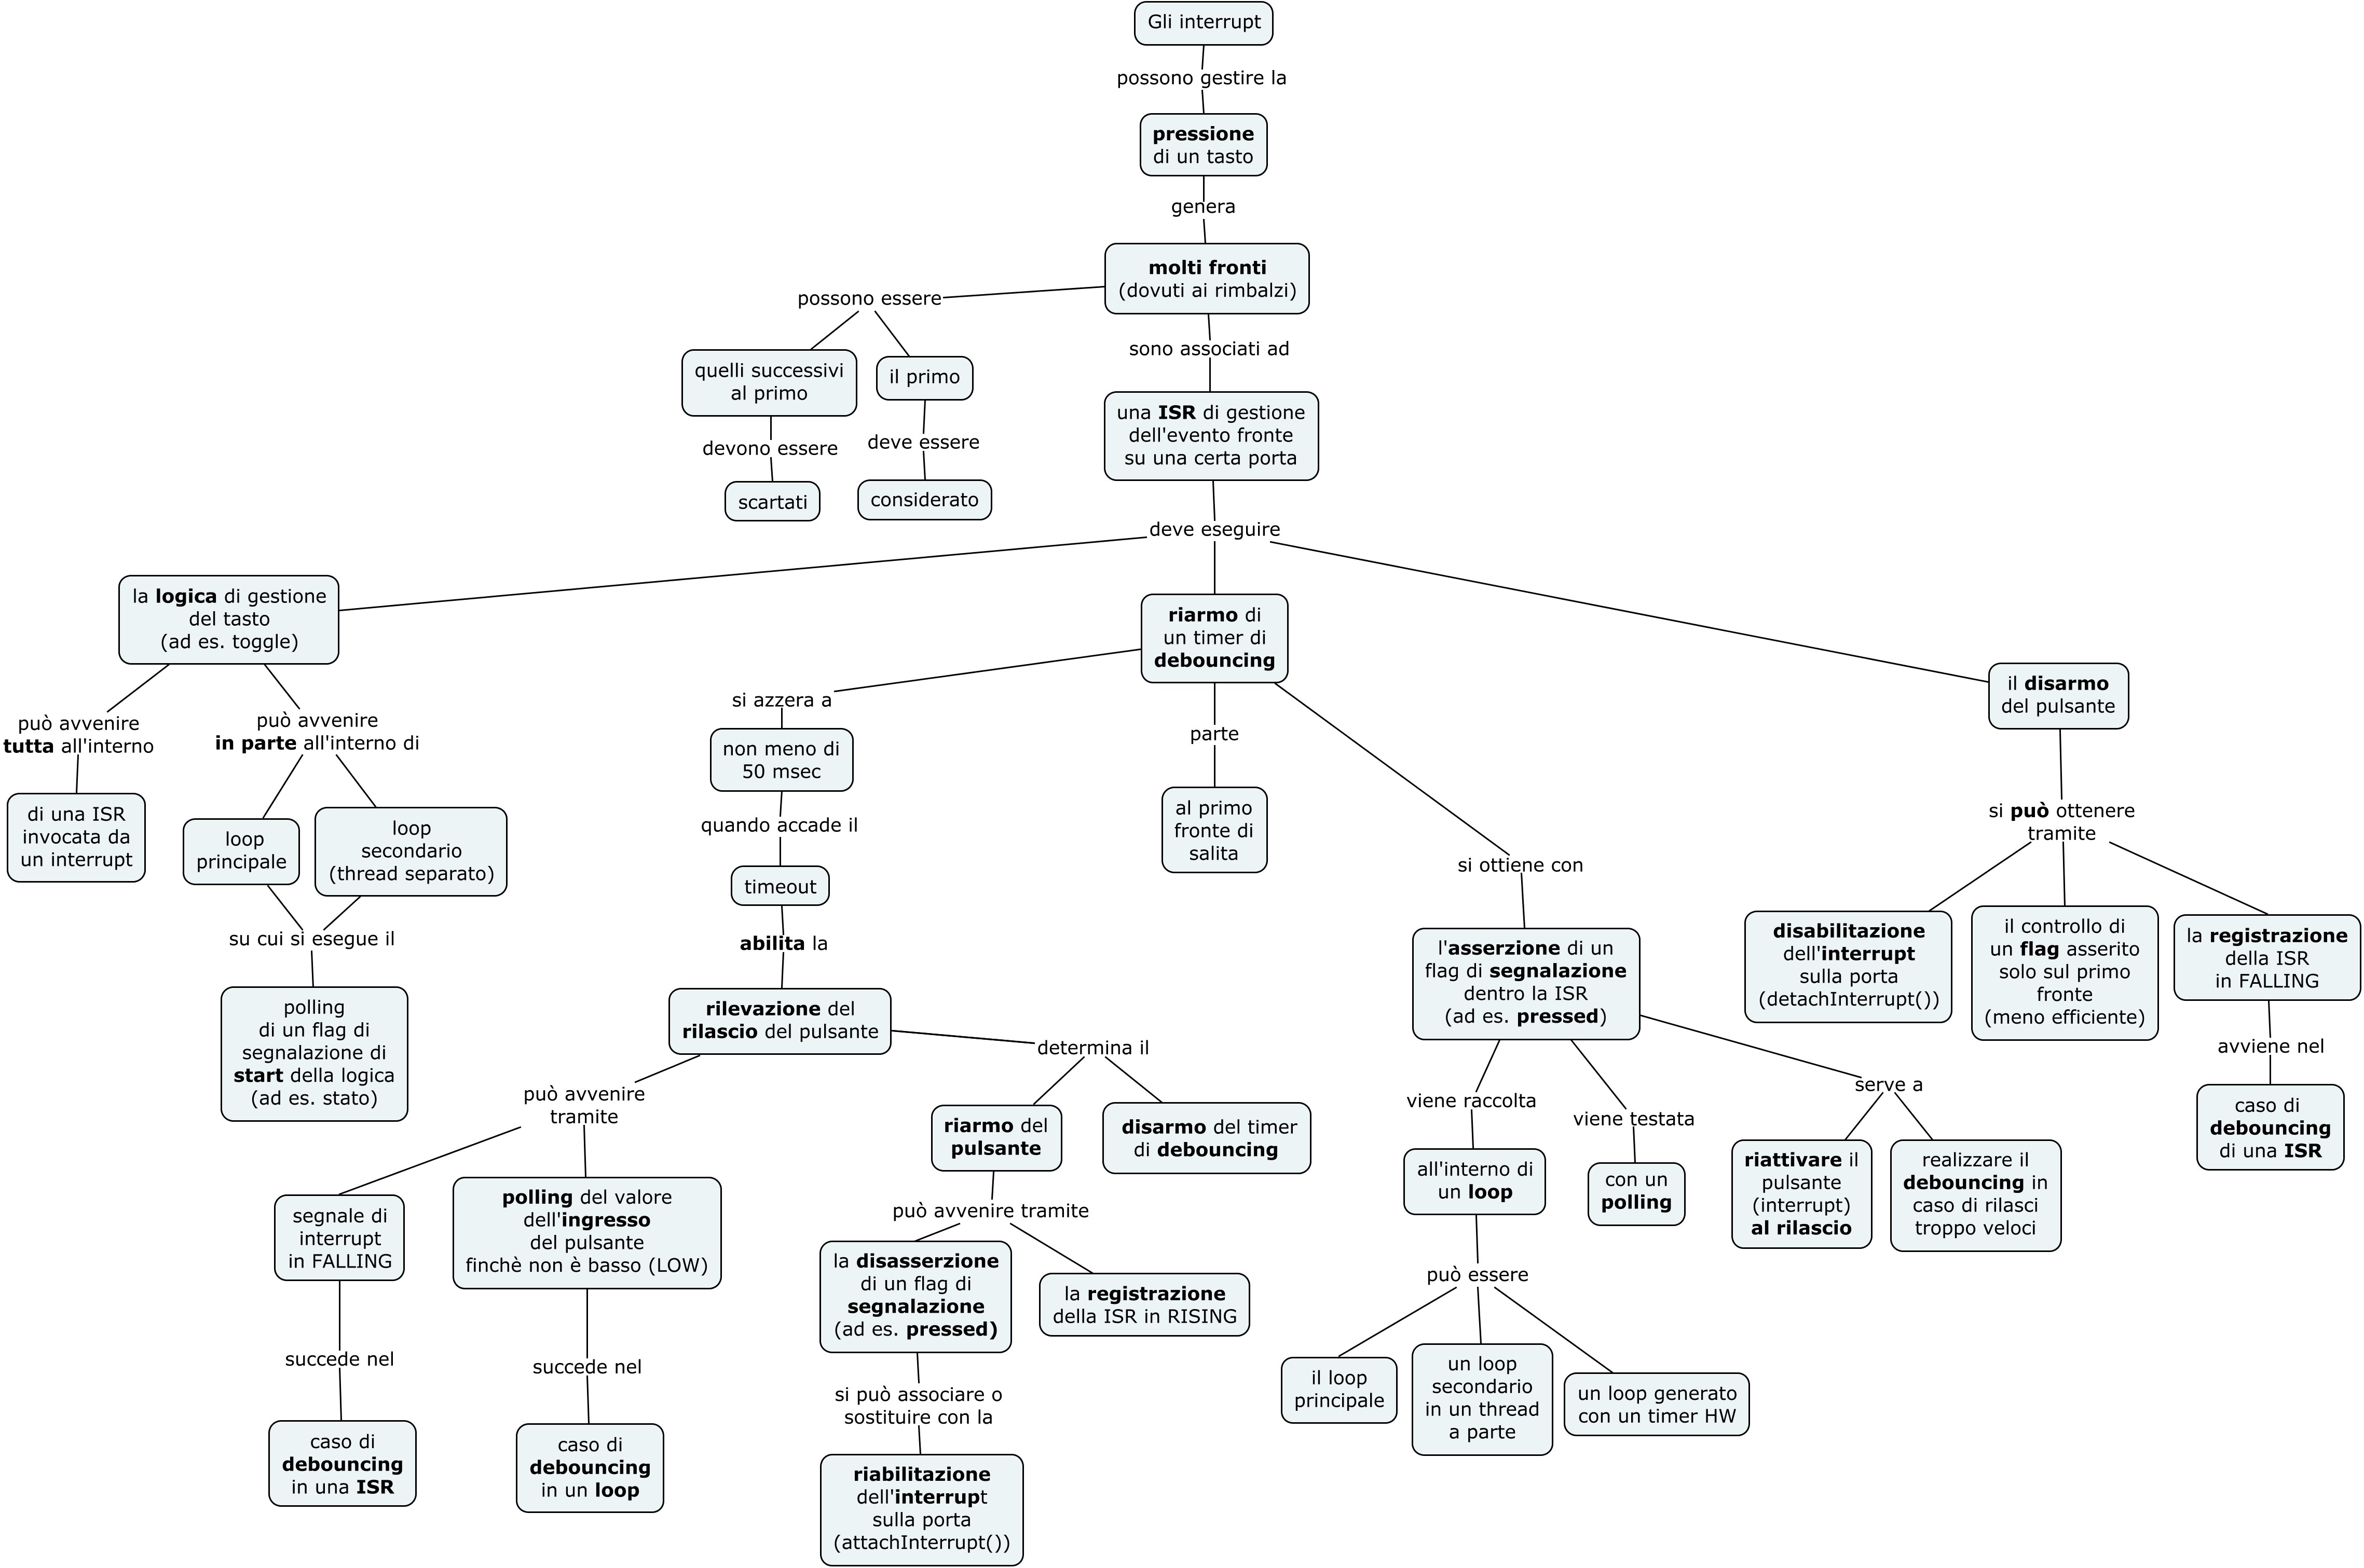 Gli interrupt
possono gestire la
pressione
di un tasto
genera
molti fronti
(dovuti ai rimbalzi)
possono essere
quelli successivi
al primo
devono essere
scartati
il primo
deve essere
considerato
sono associati ad
una ISR di gestione
dell'evento fronte
su una certa porta
deve eseguire
la logica di gestione
del tasto
(ad es. toggle)
può avvenire
tutta all'interno
di una ISR
invocata da
un interrupt
può avvenire
in parte all'interno di
loop
principale
loop
secondario
(thread separato)
su cui si esegue il
polling
di un flag di
segnalazione di
start della logica
(ad es. stato)
riarmo di
un timer di
debouncing
si azzera a
non meno di
50 msec
quando accade il
timeout
abilita la
rilevazione del
rilascio del pulsante
può avvenire
tramite
segnale di
interrupt
in FALLING
succede nel
caso di
debouncing
in una ISR
polling del valore
dell'ingresso
del pulsante
finchè non è basso (LOW)
succede nel
caso di
debouncing
in un loop
determina il
riarmo del
pulsante
può avvenire tramite
la disasserzione
di un flag di
segnalazione
(ad es. pressed)
si può associare o
sostituire con la
riabilitazione
dell'interrupt
sulla porta
(attachInterrupt())
la registrazione
della ISR in RISING
disarmo del timer
di debouncing
parte
al primo
fronte di
salita
si ottiene con
l'asserzione di un
flag di segnalazione
dentro la ISR
(ad es. pressed)
viene raccolta
all'interno di
un loop
può essere
il loop
principale
un loop
secondario
in un thread
a parte
un loop generato
con un timer HW
viene testata
con un
polling
serve a
riattivare il
pulsante
(interrupt)
al rilascio
realizzare il
debouncing in
caso di rilasci
troppo veloci
il disarmo
del pulsante
si può ottenere
tramite
disabilitazione
dell'interrupt
sulla porta
(detachInterrupt())
il controllo di
un flag asserito
solo sul primo
fronte
(meno efficiente)
la registrazione
della ISR
in FALLING
avviene nel
caso di
debouncing
di una ISR